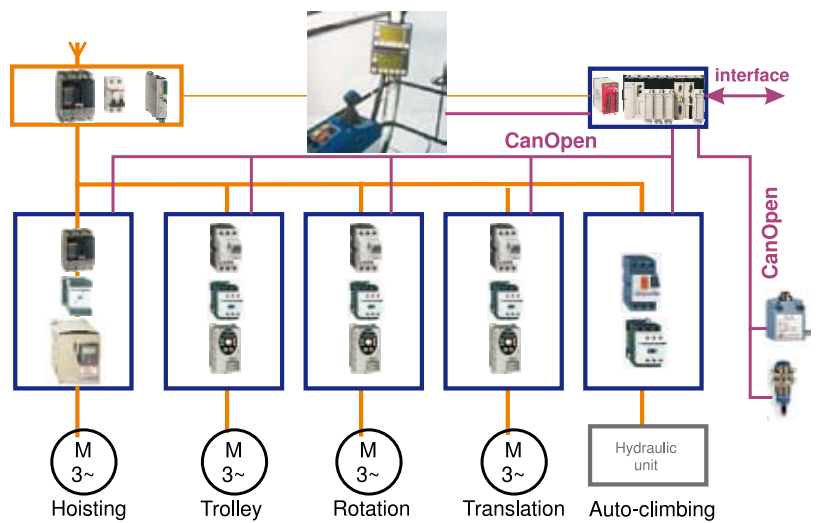 interface
CanOpen
CanOpen
M
3~
M
3~
M
3~
M
3~
Hydraulic
unit
Hoisting
Trolley
Rotation
Translation
Auto-climbing